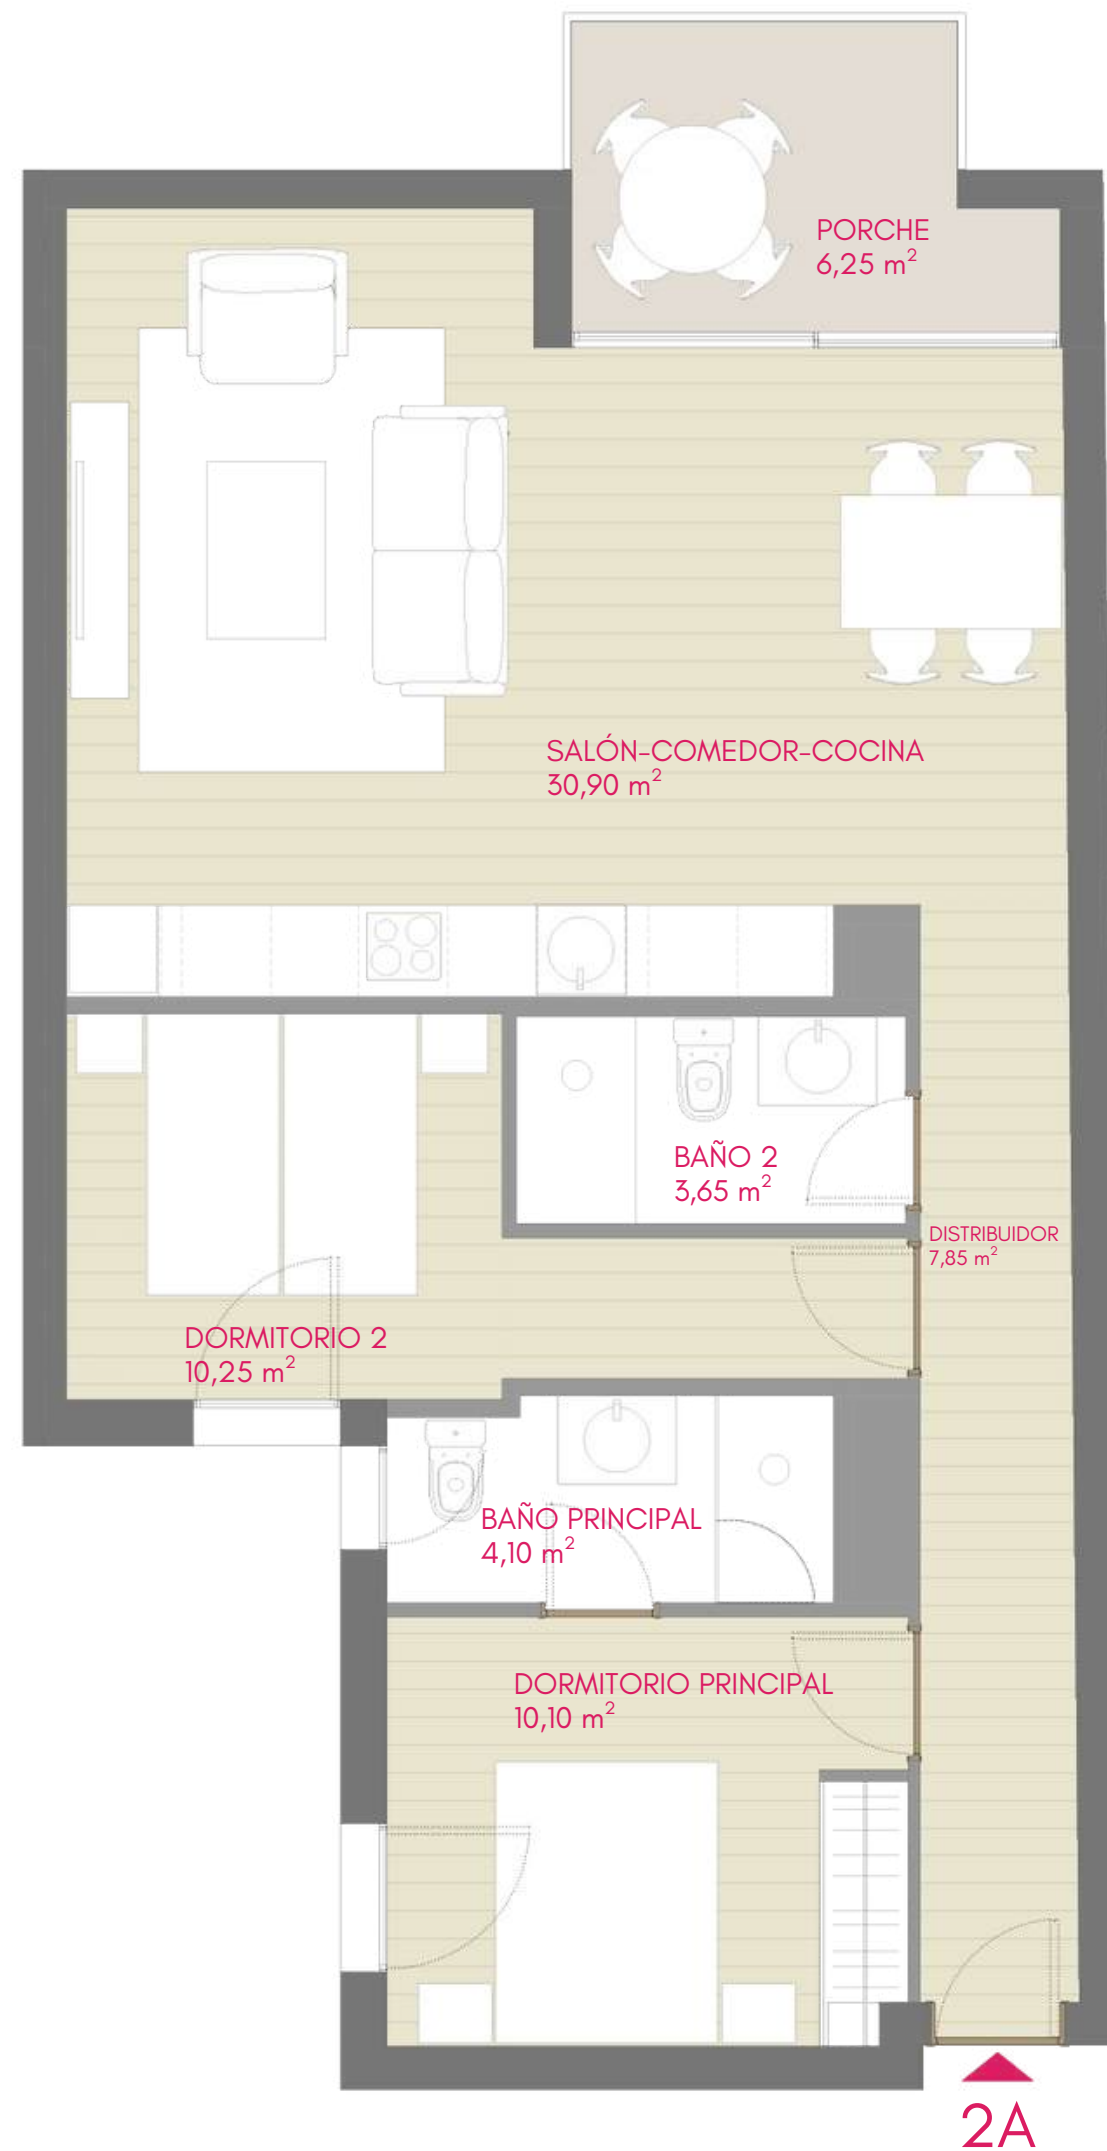 PORCHE
6,25 m²
SALÓN-COMEDOR-COCINA
30,90 m²
BAÑO 2
3,65 m²
DISTRIBUIDOR
7,85 m²
DORMITORIO 2
10,25 m²
BAÑO PRINCIPAL
4,10 m²
DORMITORIO PRINCIPAL
10,10 m²
2A